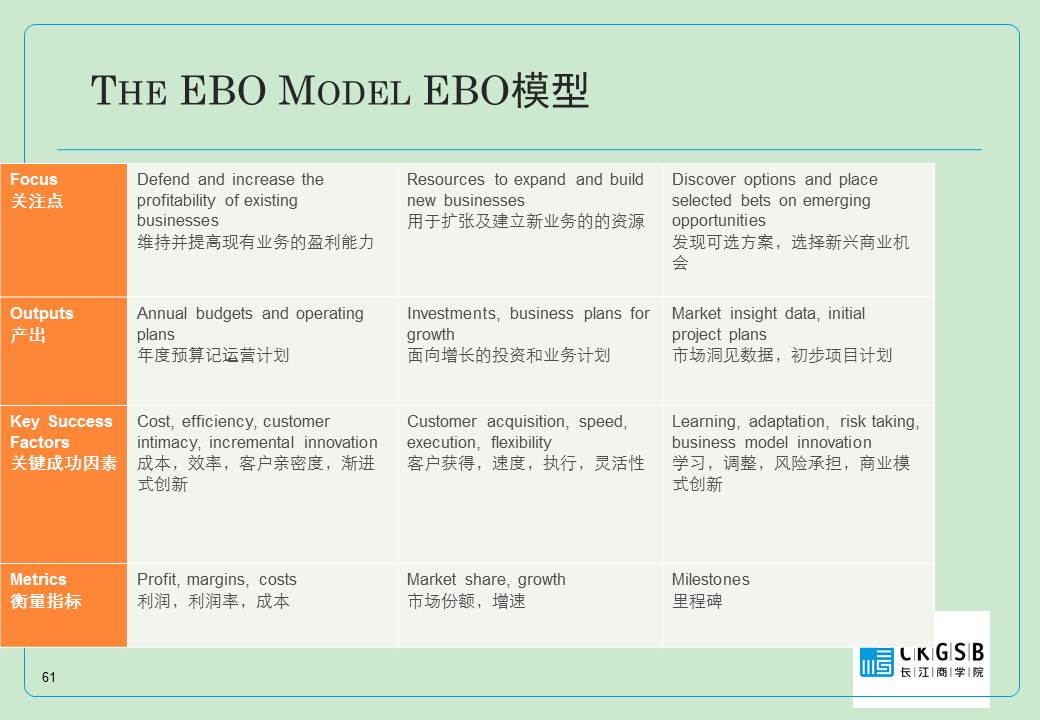 THE EBO MODEL EBO模型
Focus
关注点
Defend and increase the
profitability of existing
businesses
维持并提高现有业务的盈利能力
Resources to expand and build
new businesses
用于扩张及建立新业务的的资源
Discover options and place
selected bets on emerging
opportunities
发现可选方案，选择新兴商业机
会
Outputs
产出
Annual budgets and operating
plans
年度预算记运营计划
Investments, business plans for
growth
面向增长的投资和业务计划
Market insight data, initial
project plans
市场洞见数据，初步项目计划
Key Success
Factors
关键成功因素
Cost, efficiency, customer
intimacy, incremental innovation
成本，效率，客户亲密度，渐进
式创新
Customer acquisition, speed,
execution, flexibility
客户获得，速度，执行，灵活性
Learning, adaptation, risk taking,
business model innovation
学习，调整，风险承担，商业模
式创新
Metrics
衡量指标
Profit, margins, costs
利润，利润率，成本
Market share, growth
市场份额，增速
Milestones
里程碑
CKGSB
长江商学院
61